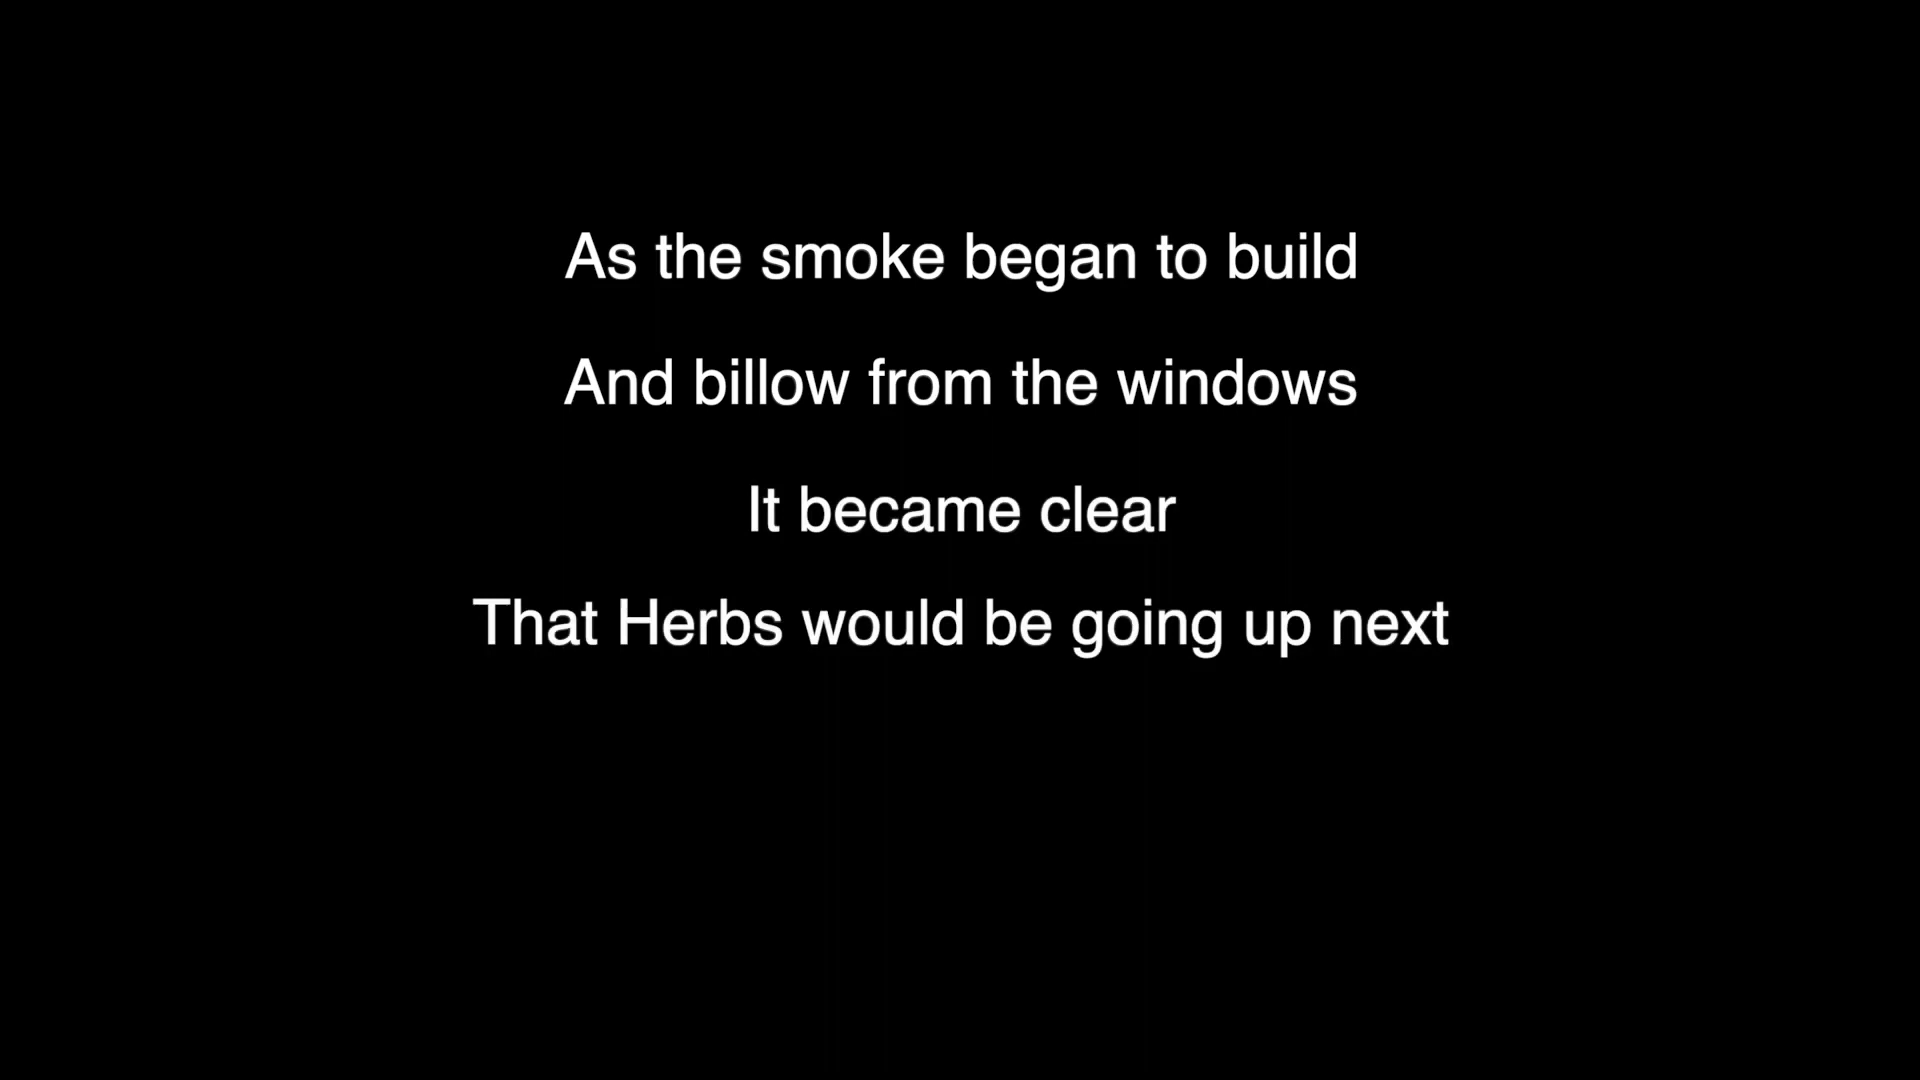 As the smoke began to build
And billow from the windows
It became clear
That Herbs would be going up next